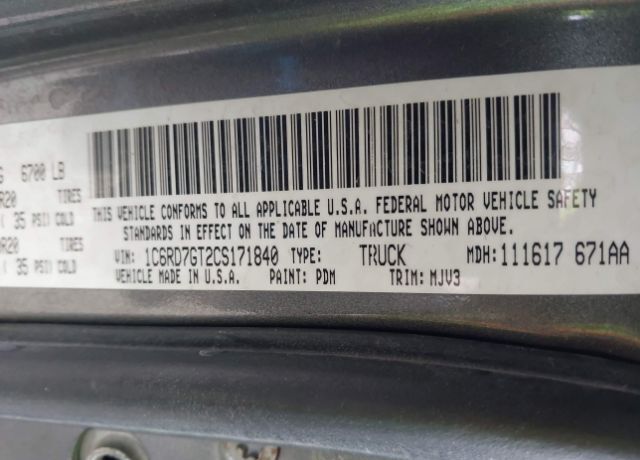 G 6700 LB
R20 TIRES
( 35 PSI) COLD
R20 TIRES
( 35 PSI) COLD
THIS VEHICLE CONFORMS TO ALL APPLICABLE U.S.A. FEDERAL MOTOR VEHICLE SAFETY
STANDARDS IN EFFECT ON THE DATE OF MANUFACTURE SHOWN ABOVE.
VIN: 1C6RD7GT2CS171840 TYPE: TRUCK MDH: 111617 671AA
VEHICLE MADE IN U.S.A. PAINT: PDM TRIM: MJV3